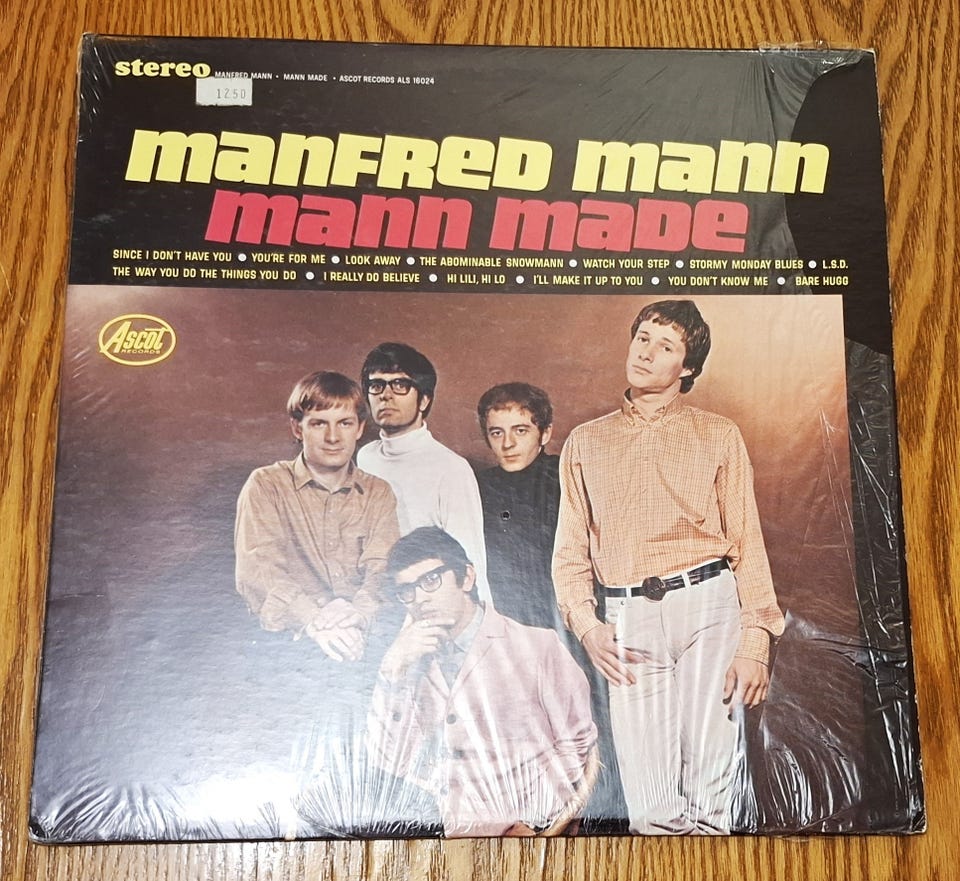 stereo MANFRED MANN • MANN MADE • ASCOT RECORDS ALS 16024
1250
manFRED mann
mann maDe
SINCE I DON'T HAVE YOU ● YOU'RE FOR ME ● LOOK AWAY ● THE ABOMINABLE SNOWMANN ● WATCH YOUR STEP ● STORMY MONDAY BLUES ● L.S.D.
THE WAY YOU DO THE THINGS YOU DO ● I REALLY DO BELIEVE ● HI LILI, HI LO ● I'LL MAKE IT UP TO YOU ● YOU DON'T KNOW ME ● BARE HUGG
Ascot
RECORDS